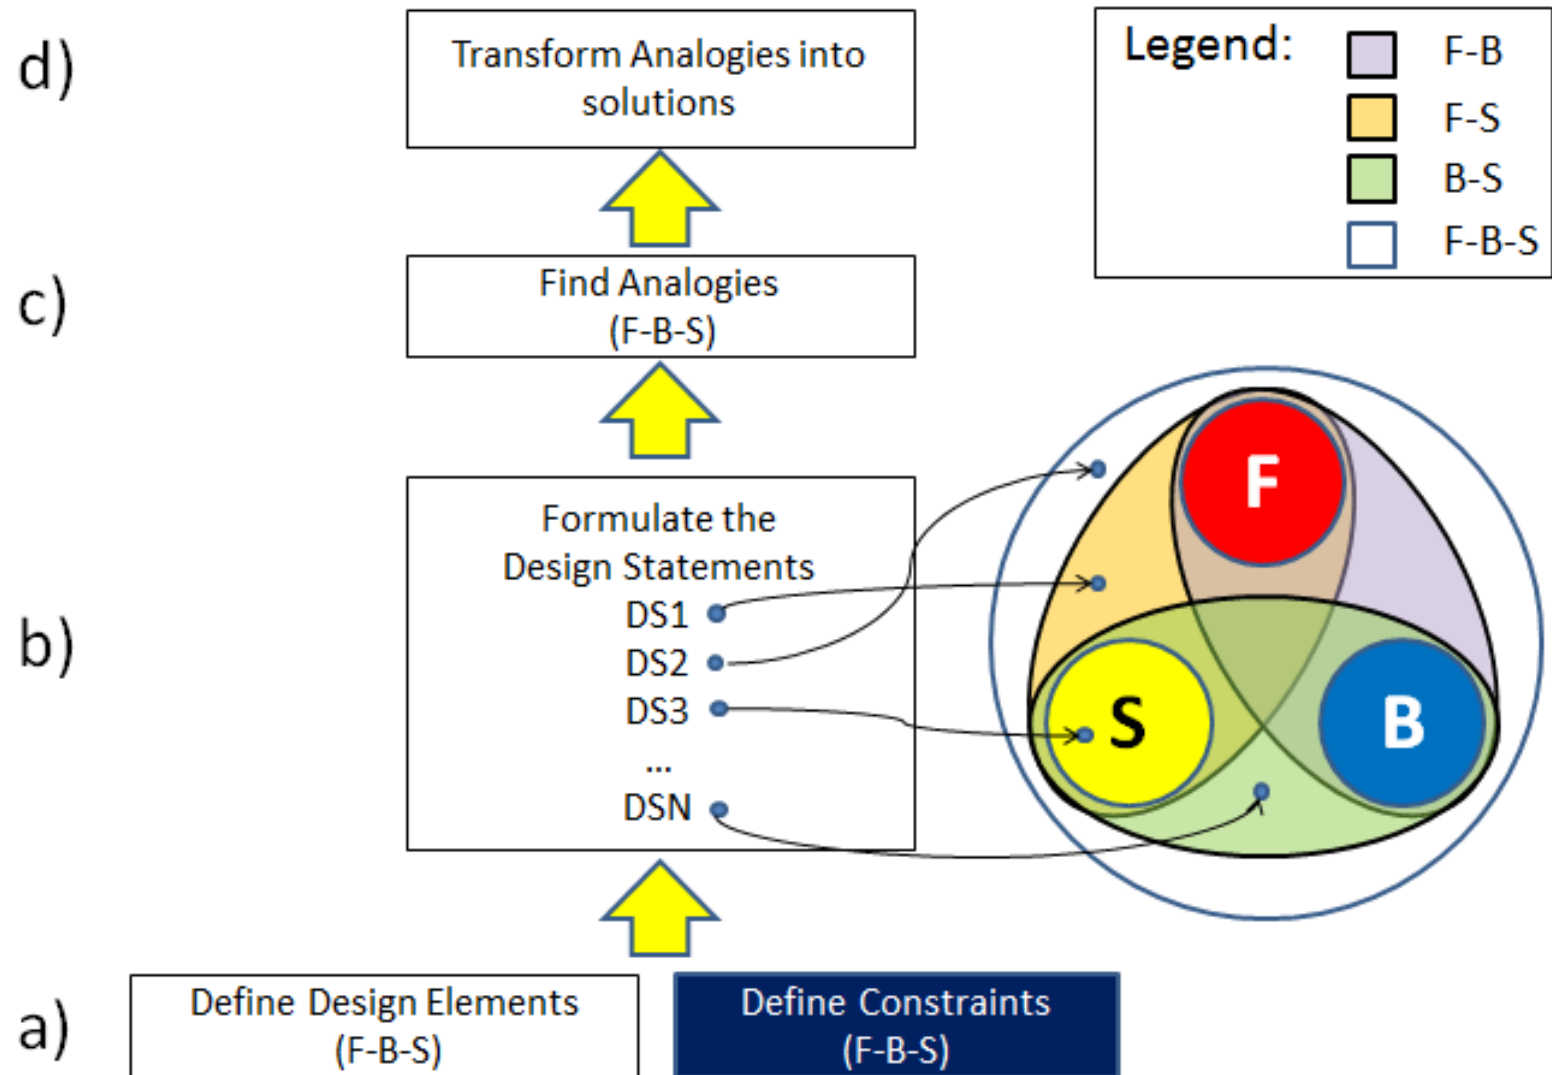 d)
Transform Analogies into
solutions
Legend:
F-B
F-S
B-S
F-B-S
c)
Find Analogies
(F-B-S)
b)
Formulate the
Design Statements
DS1
DS2
DS3
...
DSN
F
S
B
a)
Define Design Elements
(F-B-S)
Define Constraints
(F-B-S)